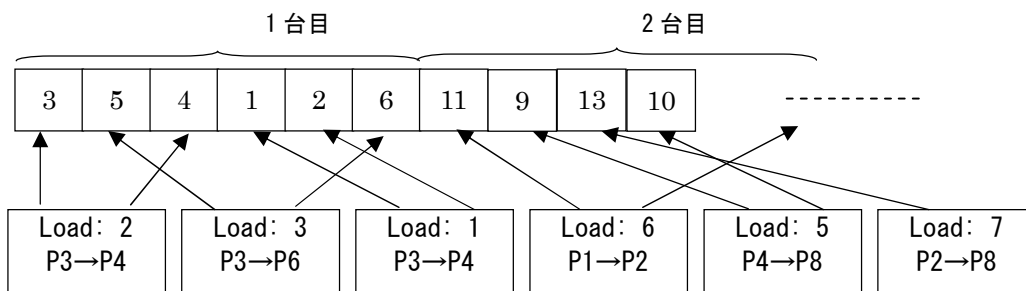 1台目 2台目
3 5 4 1 2 6 11 9 13 10
Load: 2 Load: 3 Load: 1 Load: 6 Load: 5 Load: 7
P3→P4 P3→P6 P3→P4 P1→P2 P4→P8 P2→P8